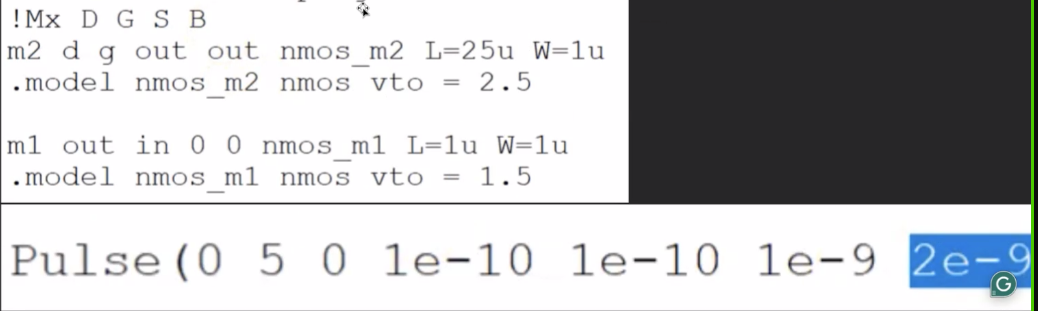 !Mx D G S B
m2 d g out out nmos_m2 L=25u W=1u
.model nmos_m2 nmos vto = 2.5
m1 out in 0 0 nmos_m1 L=1u W=1u
.model nmos_m1 nmos vto = 1.5
Pulse(0 5 0 1e-10 1e-10 1e-9 2e-9